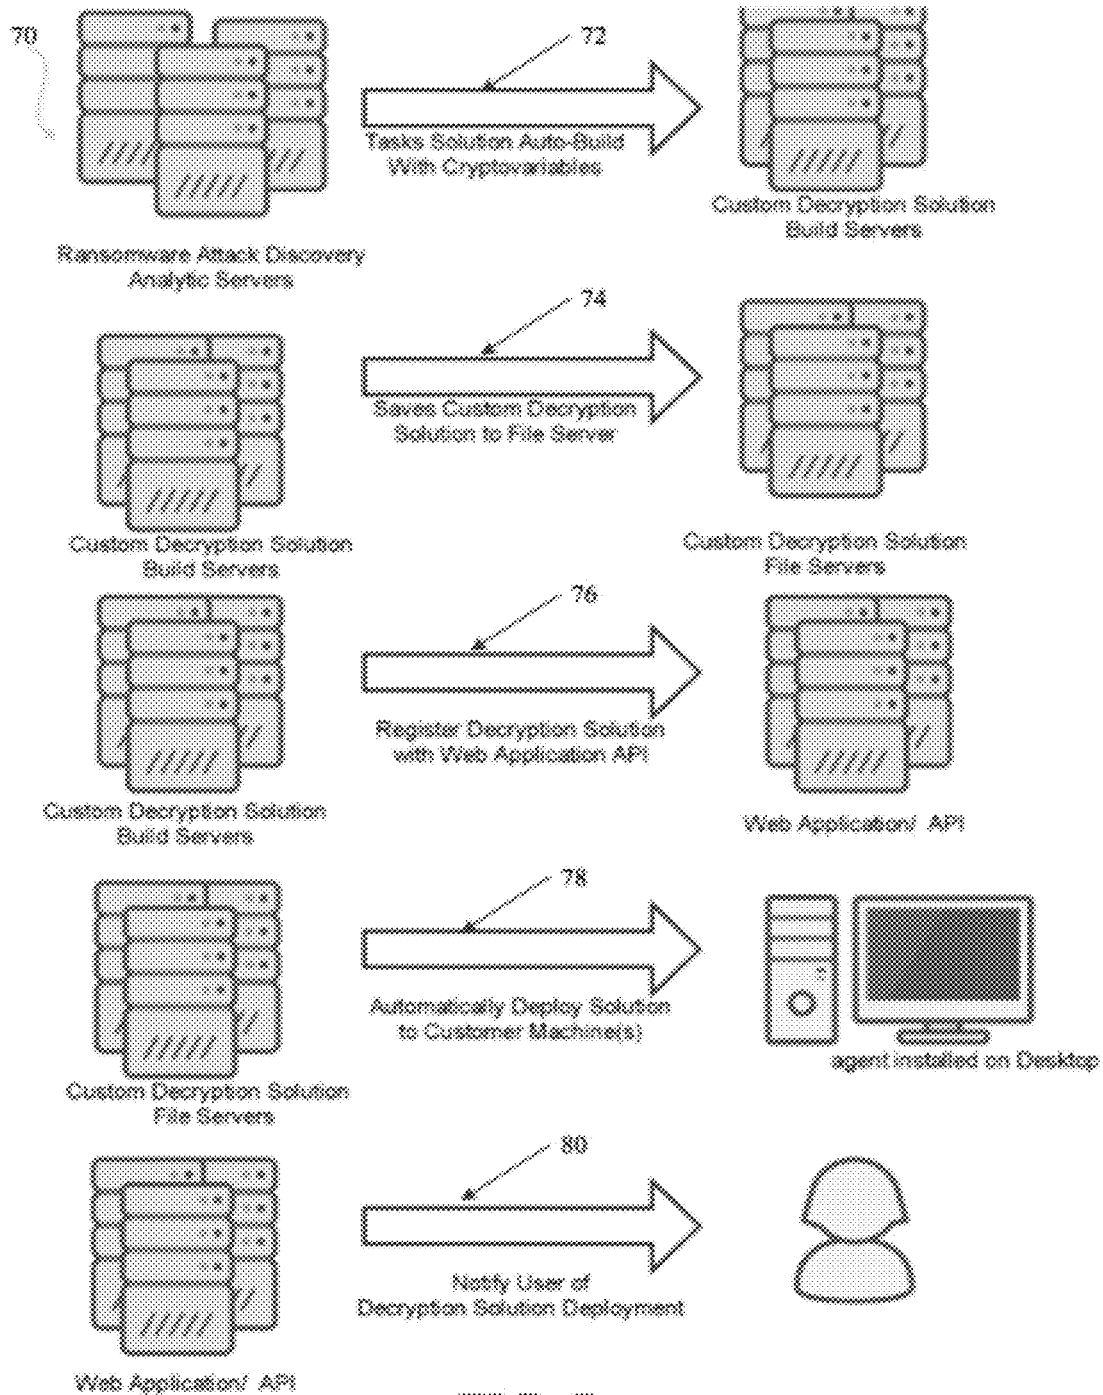 70
72
Tasks Solution Auto-Build
With Cryptovariables
Custom Decryption Solution
Build Servers
Ransomware Attack Discovery
Analytic Servers
74
Saves Custom Decryption
Solution to File Server
Custom Decryption Solution
Build Servers
Custom Decryption Solution
File Servers
76
Register Decryption Solution
with Web Application API
Custom Decryption Solution
Build Servers
Web Application/ API
78
Automatically Deploy Solution
to Customer Machine(s)
agent installed on Desktop
Custom Decryption Solution
File Servers
80
Notify User of
Decryption Solution Deployment
Web Application/ API